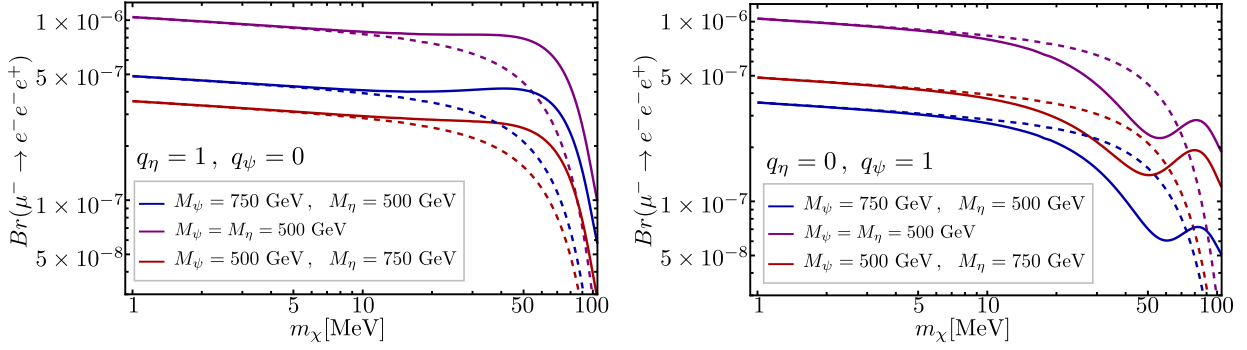 Br(μ⁻ → e⁻e⁻e⁺)
1 × 10⁻⁶
5 × 10⁻⁷
1 × 10⁻⁷
5 × 10⁻⁸
q_η = 1 , q_ψ = 0
M_ψ = 750 GeV , M_η = 500 GeV
M_ψ = M_η = 500 GeV
M_ψ = 500 GeV , M_η = 750 GeV
1 5 10 50 100
m_χ[MeV]
Br(μ⁻ → e⁻e⁻e⁺)
1 × 10⁻⁶
5 × 10⁻⁷
1 × 10⁻⁷
5 × 10⁻⁸
q_η = 0 , q_ψ = 1
M_ψ = 750 GeV , M_η = 500 GeV
M_ψ = M_η = 500 GeV
M_ψ = 500 GeV , M_η = 750 GeV
1 5 10 50 100
m_χ[MeV]